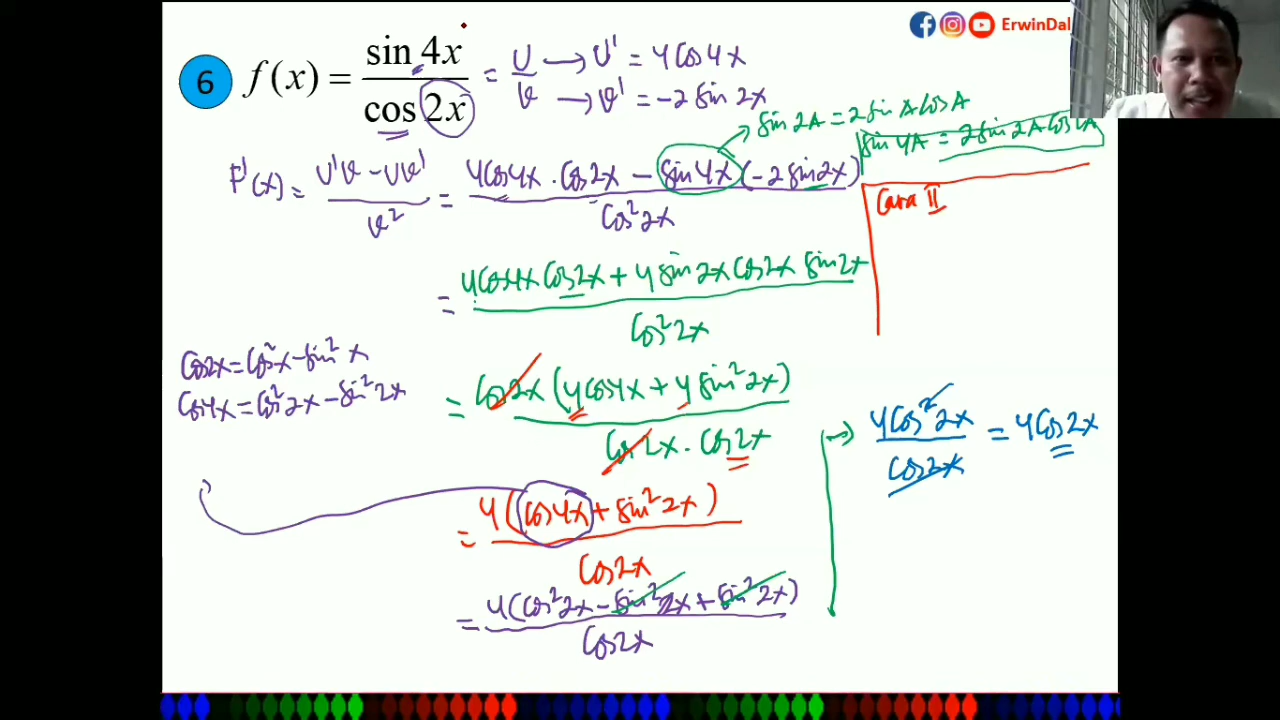 ErwinDal
6 f(x) = sin 4x / cos 2x = U/V → U' = 4 cos 4x
→ V' = -2 sin 2x
sin 2A = 2 sin A cos A
sin 4A = 2 sin 2A cos 2A
F'(x) = U'V - UV' / V² = 4cos4x . cos2x - sin4x (-2 sin2x) / cos²2x
Cara II
= 4cos4x cos2x + 4 sin2x cos2x sin2x / cos²2x
cos2x = cos²x - sin²x
cos4x = cos²2x - sin²2x
= cos2x (4cos4x + 4 sin²2x) / cos2x . cos2x
→ 4cos²2x / cos2x = 4cos2x
= 4(cos4x + sin²2x) / cos2x
= 4(cos²2x - sin²2x + sin²2x) / cos2x